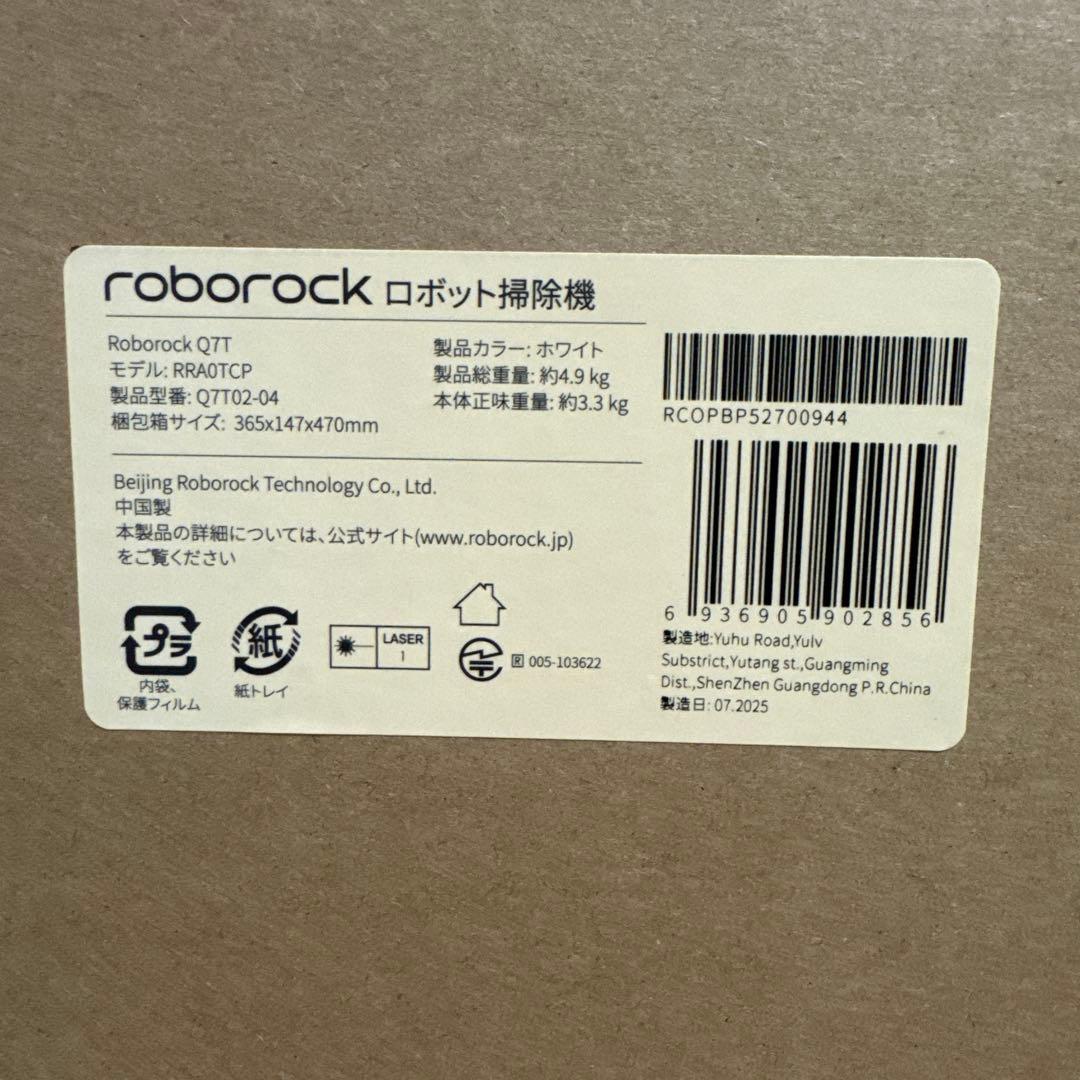 roborock ロボット掃除機
Roborock Q7T
モデル: RRA0TCP
製品型番: Q7T02-04
梱包箱サイズ: 365x147x470mm
製品カラー: ホワイト
製品総重量: 約4.9 kg
本体正味重量: 約3.3 kg
Beijing Roborock Technology Co., Ltd.
中国製
本製品の詳細については、公式サイト(www.roborock.jp)
をご覧ください
プラ
内袋、
保護フィルム
紙
紙トレイ
LASER
1
R 005-103622
RCOPBP52700944
6 936905 902856
製造地:Yuhu Road,Yulv
Substrict,Yutang st.,Guangming
Dist.,ShenZhen Guangdong P.R.China
製造日: 07.2025